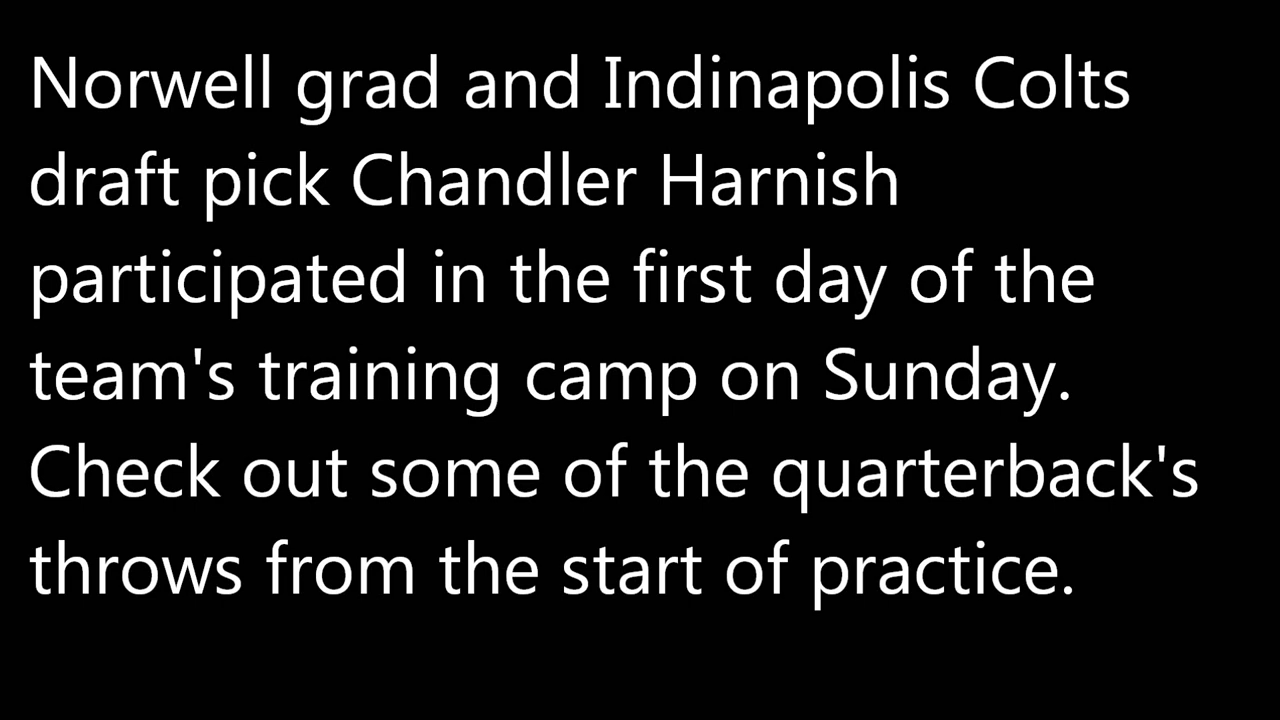 Norwell grad and Indinapolis Colts
draft pick Chandler Harnish
participated in the first day of the
team's training camp on Sunday.
Check out some of the quarterback's
throws from the start of practice.